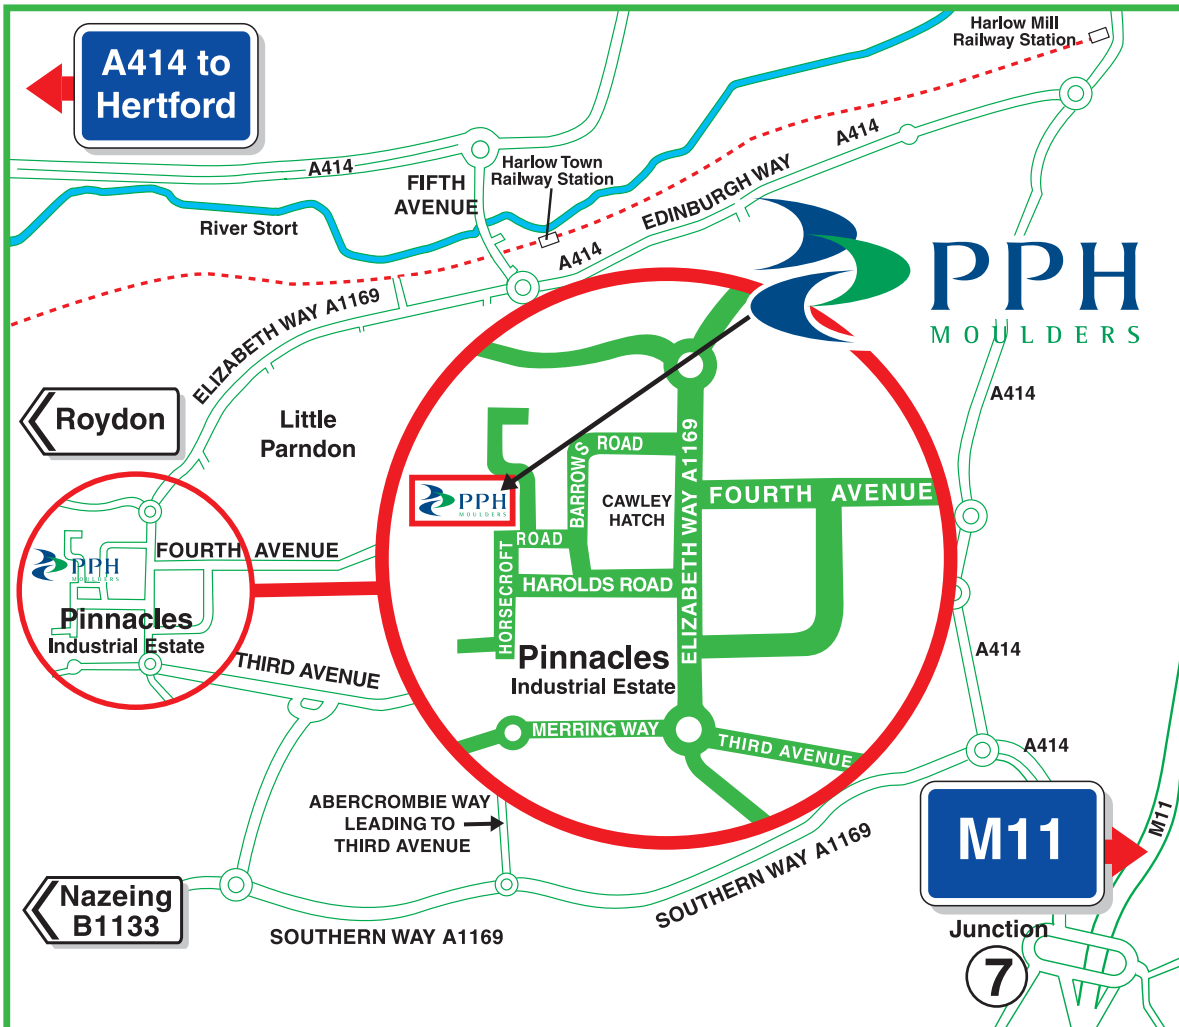 Harlow Mill
Railway Station
A414 to
Hertford
A414
A414
Harlow Town
Railway Station
FIFTH
AVENUE
EDINBURGH WAY
River Stort
A414
PPH
MOULDERS
ELIZABETH WAY A1169
Roydon
Little
Parndon
A414
BARROWS ROAD
ELIZABETH WAY A1169
FOURTH AVENUE
CAWLEY
HATCH
PPH
MOULDERS
HORSECROFT ROAD
HAROLDS ROAD
FOURTH AVENUE
PPH
MOULDERS
Pinnacles
Industrial Estate
Pinnacles
Industrial Estate
THIRD AVENUE
A414
MERRING WAY
THIRD AVENUE
A414
ABERCROMBIE WAY
LEADING TO
THIRD AVENUE
M11
M11
SOUTHERN WAY A1169
Nazeing
B1133
SOUTHERN WAY A1169
Junction
7